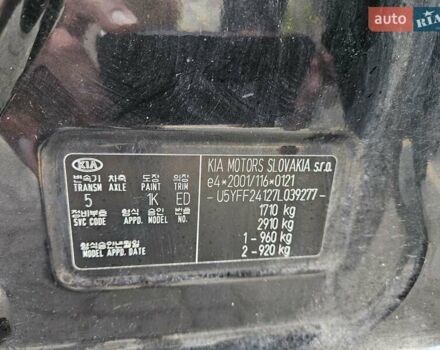 AUTO RIA
KIA
KIA MOTORS SLOVAKIA s.r.o.
변속기 차축 도장 의장
TRANSM AXLE PAINT TRIM
5 1K ED
정비부호 형식 승인 번호
SVC CODE APPD. MODEL NO.
형식승인년월일
MODEL APPD. DATE
e4*2001/116*0121
- U5YFF24127L039277 -
1710 kg
2910 kg
1 - 960 kg
2 - 920 kg